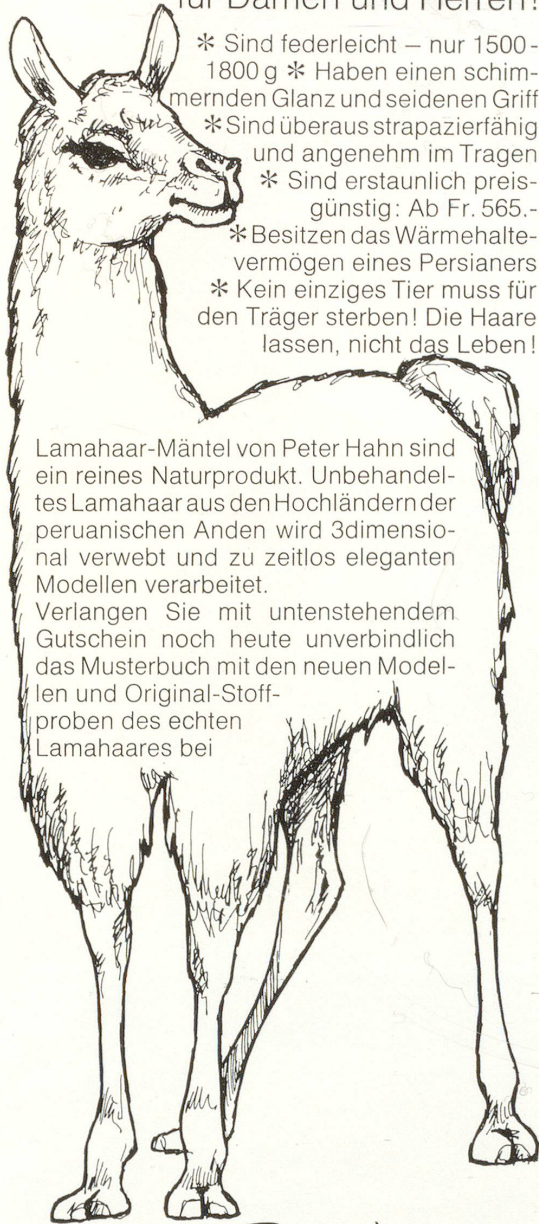 für Damen und Herren!
* Sind federleicht – nur 1500-
1800 g * Haben einen schim-
mernden Glanz und seidenen Griff
* Sind überaus strapazierfähig
und angenehm im Tragen
* Sind erstaunlich preis-
günstig: Ab Fr. 565.-
* Besitzen das Wärmehalte-
vermögen eines Persianers
* Kein einziges Tier muss für
den Träger sterben! Die Haare
lassen, nicht das Leben!
Lamahaar-Mäntel von Peter Hahn sind
ein reines Naturprodukt. Unbehandel-
tes Lamahaar aus den Hochländern der
peruanischen Anden wird 3dimensio-
nal verwebt und zu zeitlos eleganten
Modellen verarbeitet.
Verlangen Sie mit untenstehendem
Gutschein noch heute unverbindlich
das Musterbuch mit den neuen Model-
len und Original-Stoff-
proben des echten
Lamahaares bei